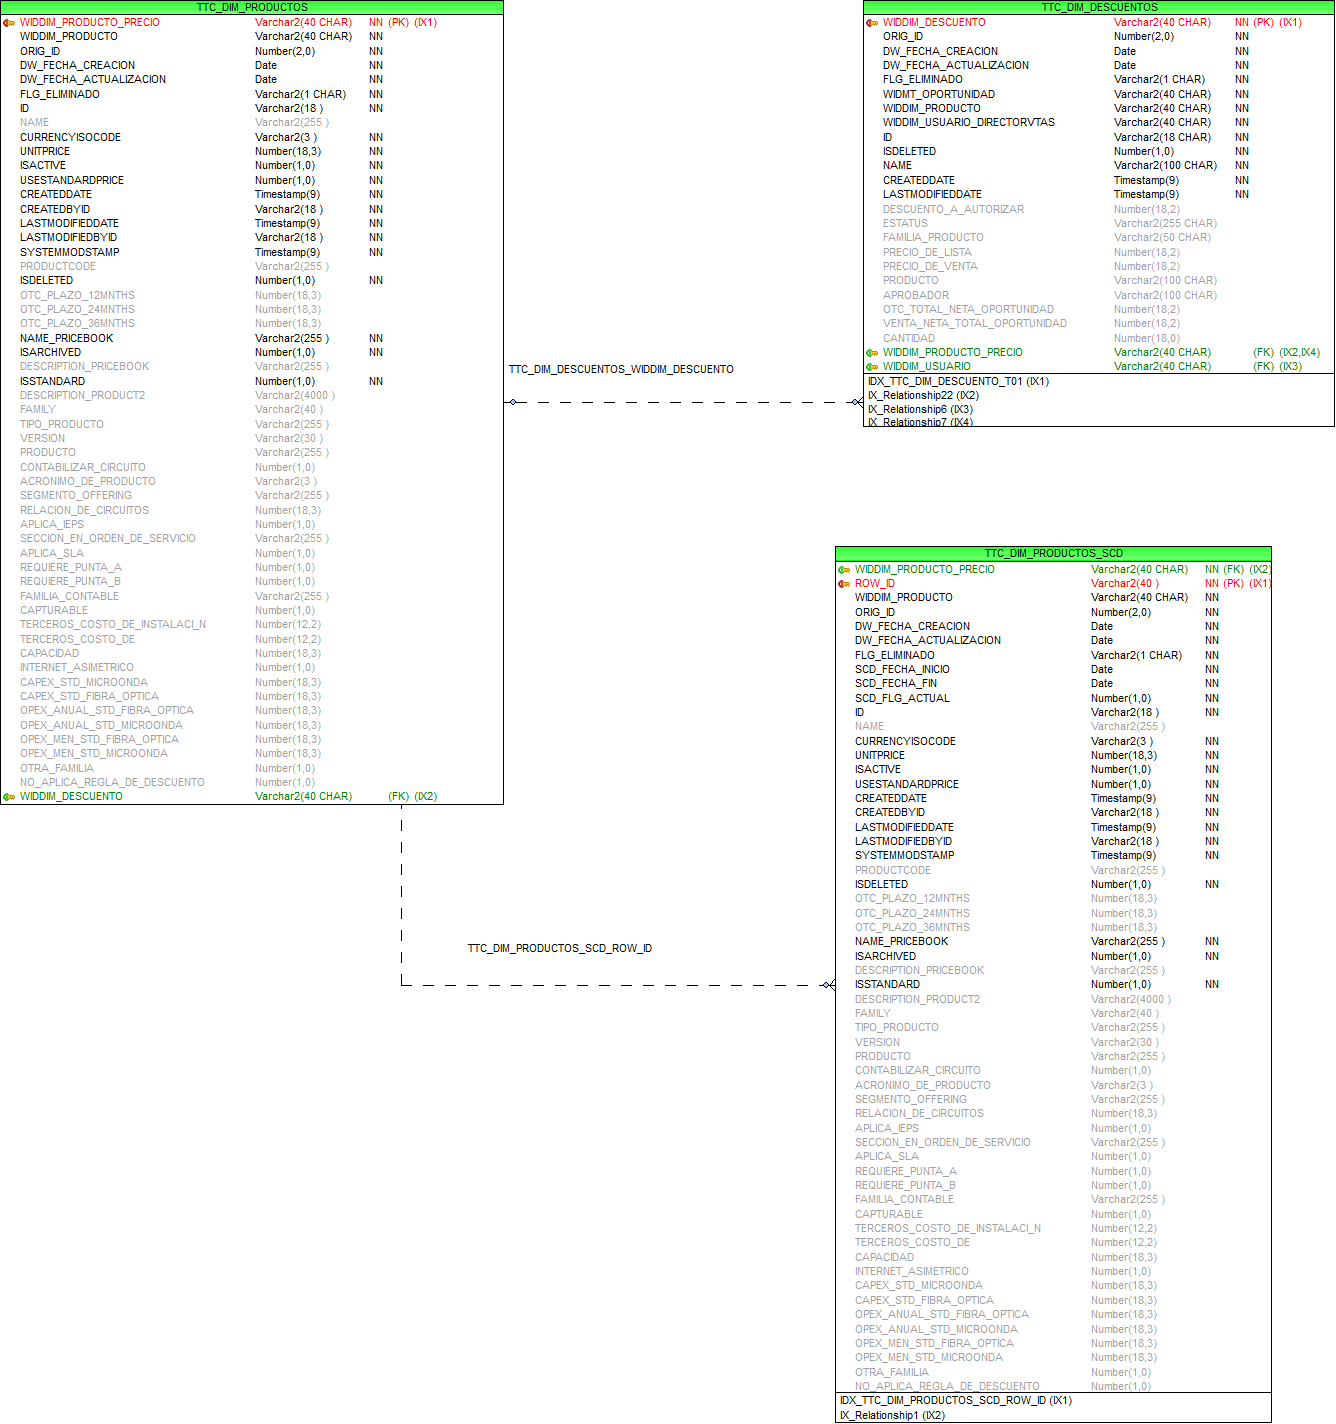 TTC_DIM_PRODUCTOS
WIDDIM_PRODUCTO_PRECIO Varchar2(40 CHAR) NN (PK) (IX1)
WIDDIM_PRODUCTO Varchar2(40 CHAR) NN
ORIG_ID Number(2,0) NN
DW_FECHA_CREACION Date NN
DW_FECHA_ACTUALIZACION Date NN
FLG_ELIMINADO Varchar2(1 CHAR) NN
ID Varchar2(18 ) NN
NAME Varchar2(255 )
CURRENCYISOCODE Varchar2(3 ) NN
UNITPRICE Number(18,3) NN
ISACTIVE Number(1,0) NN
USESTANDARDPRICE Number(1,0) NN
CREATEDDATE Timestamp(9) NN
CREATEDBYID Varchar2(18 ) NN
LASTMODIFIEDDATE Timestamp(9) NN
LASTMODIFIEDBYID Varchar2(18 ) NN
SYSTEMMODSTAMP Timestamp(9) NN
PRODUCTCODE Varchar2(255 )
ISDELETED Number(1,0) NN
OTC_PLAZO_12MNTHS Number(18,3)
OTC_PLAZO_24MNTHS Number(18,3)
OTC_PLAZO_36MNTHS Number(18,3)
NAME_PRICEBOOK Varchar2(255 ) NN
ISARCHIVED Number(1,0) NN
DESCRIPTION_PRICEBOOK Varchar2(255 )
ISSTANDARD Number(1,0) NN
DESCRIPTION_PRODUCT2 Varchar2(4000 )
FAMILY Varchar2(40 )
TIPO_PRODUCTO Varchar2(255 )
VERSION Varchar2(30 )
PRODUCTO Varchar2(255 )
CONTABILIZAR_CIRCUITO Number(1,0)
ACRONIMO_DE_PRODUCTO Varchar2(3 )
SEGMENTO_OFFERING Varchar2(255 )
RELACION_DE_CIRCUITOS Number(18,3)
APLICA_IEPS Number(1,0)
SECCION_EN_ORDEN_DE_SERVICIO Varchar2(255 )
APLICA_SLA Number(1,0)
REQUIERE_PUNTA_A Number(1,0)
REQUIERE_PUNTA_B Number(1,0)
FAMILIA_CONTABLE Varchar2(255 )
CAPTURABLE Number(1,0)
TERCEROS_COSTO_DE_INSTALACI_N Number(12,2)
TERCEROS_COSTO_DE Number(12,2)
CAPACIDAD Number(18,3)
INTERNET_ASIMETRICO Number(1,0)
CAPEX_STD_MICROONDA Number(18,3)
CAPEX_STD_FIBRA_OPTICA Number(18,3)
OPEX_ANUAL_STD_FIBRA_OPTICA Number(18,3)
OPEX_ANUAL_STD_MICROONDA Number(18,3)
OPEX_MEN_STD_FIBRA_OPTICA Number(18,3)
OPEX_MEN_STD_MICROONDA Number(18,3)
OTRA_FAMILIA Number(1,0)
NO_APLICA_REGLA_DE_DESCUENTO Number(1,0)
WIDDIM_DESCUENTO Varchar2(40 CHAR) (FK) (IX2)
TTC_DIM_DESCUENTOS_WIDDIM_DESCUENTO
TTC_DIM_DESCUENTOS
WIDDIM_DESCUENTO Varchar2(40 CHAR) NN (PK) (IX1)
ORIG_ID Number(2,0) NN
DW_FECHA_CREACION Date NN
DW_FECHA_ACTUALIZACION Date NN
FLG_ELIMINADO Varchar2(1 CHAR) NN
WIDMT_OPORTUNIDAD Varchar2(40 CHAR) NN
WIDDIM_PRODUCTO Varchar2(40 CHAR) NN
WIDDIM_USUARIO_DIRECTORVTAS Varchar2(40 CHAR) NN
ID Varchar2(18 CHAR) NN
ISDELETED Number(1,0) NN
NAME Varchar2(100 CHAR) NN
CREATEDDATE Timestamp(9) NN
LASTMODIFIEDDATE Timestamp(9) NN
DESCUENTO_A_AUTORIZAR Number(18,2)
ESTATUS Varchar2(255 CHAR)
FAMILIA_PRODUCTO Varchar2(50 CHAR)
PRECIO_DE_LISTA Number(18,2)
PRECIO_DE_VENTA Number(18,2)
PRODUCTO Varchar2(100 CHAR)
APROBADOR Varchar2(100 CHAR)
OTC_TOTAL_NETA_OPORTUNIDAD Number(18,2)
VENTA_NETA_TOTAL_OPORTUNIDAD Number(18,2)
CANTIDAD Number(18,0)
WIDDIM_PRODUCTO_PRECIO Varchar2(40 CHAR) (FK) (IX2,IX4)
WIDDIM_USUARIO Varchar2(40 CHAR) (FK) (IX3)
IDX_TTC_DIM_DESCUENTO_T01 (IX1)
IX_Relationship22 (IX2)
IX_Relationship6 (IX3)
IX_Relationship7 (IX4)
TTC_DIM_PRODUCTOS_SCD_ROW_ID
TTC_DIM_PRODUCTOS_SCD
WIDDIM_PRODUCTO_PRECIO Varchar2(40 CHAR) NN (FK) (IX2)
ROW_ID Varchar2(40 ) NN (PK) (IX1)
WIDDIM_PRODUCTO Varchar2(40 CHAR) NN
ORIG_ID Number(2,0) NN
DW_FECHA_CREACION Date NN
DW_FECHA_ACTUALIZACION Date NN
FLG_ELIMINADO Varchar2(1 CHAR) NN
SCD_FECHA_INICIO Date NN
SCD_FECHA_FIN Date NN
SCD_FLG_ACTUAL Number(1,0) NN
ID Varchar2(18 ) NN
NAME Varchar2(255 )
CURRENCYISOCODE Varchar2(3 ) NN
UNITPRICE Number(18,3) NN
ISACTIVE Number(1,0) NN
USESTANDARDPRICE Number(1,0) NN
CREATEDDATE Timestamp(9) NN
CREATEDBYID Varchar2(18 ) NN
LASTMODIFIEDDATE Timestamp(9) NN
LASTMODIFIEDBYID Varchar2(18 ) NN
SYSTEMMODSTAMP Timestamp(9) NN
PRODUCTCODE Varchar2(255 )
ISDELETED Number(1,0) NN
OTC_PLAZO_12MNTHS Number(18,3)
OTC_PLAZO_24MNTHS Number(18,3)
OTC_PLAZO_36MNTHS Number(18,3)
NAME_PRICEBOOK Varchar2(255 ) NN
ISARCHIVED Number(1,0) NN
DESCRIPTION_PRICEBOOK Varchar2(255 )
ISSTANDARD Number(1,0) NN
DESCRIPTION_PRODUCT2 Varchar2(4000 )
FAMILY Varchar2(40 )
TIPO_PRODUCTO Varchar2(255 )
VERSION Varchar2(30 )
PRODUCTO Varchar2(255 )
CONTABILIZAR_CIRCUITO Number(1,0)
ACRONIMO_DE_PRODUCTO Varchar2(3 )
SEGMENTO_OFFERING Varchar2(255 )
RELACION_DE_CIRCUITOS Number(18,3)
APLICA_IEPS Number(1,0)
SECCION_EN_ORDEN_DE_SERVICIO Varchar2(255 )
APLICA_SLA Number(1,0)
REQUIERE_PUNTA_A Number(1,0)
REQUIERE_PUNTA_B Number(1,0)
FAMILIA_CONTABLE Varchar2(255 )
CAPTURABLE Number(1,0)
TERCEROS_COSTO_DE_INSTALACI_N Number(12,2)
TERCEROS_COSTO_DE Number(12,2)
CAPACIDAD Number(18,3)
INTERNET_ASIMETRICO Number(1,0)
CAPEX_STD_MICROONDA Number(18,3)
CAPEX_STD_FIBRA_OPTICA Number(18,3)
OPEX_ANUAL_STD_FIBRA_OPTICA Number(18,3)
OPEX_ANUAL_STD_MICROONDA Number(18,3)
OPEX_MEN_STD_FIBRA_OPTICA Number(18,3)
OPEX_MEN_STD_MICROONDA Number(18,3)
OTRA_FAMILIA Number(1,0)
NO_APLICA_REGLA_DE_DESCUENTO Number(1,0)
IDX_TTC_DIM_PRODUCTOS_SCD_ROW_ID (IX1)
IX_Relationship1 (IX2)